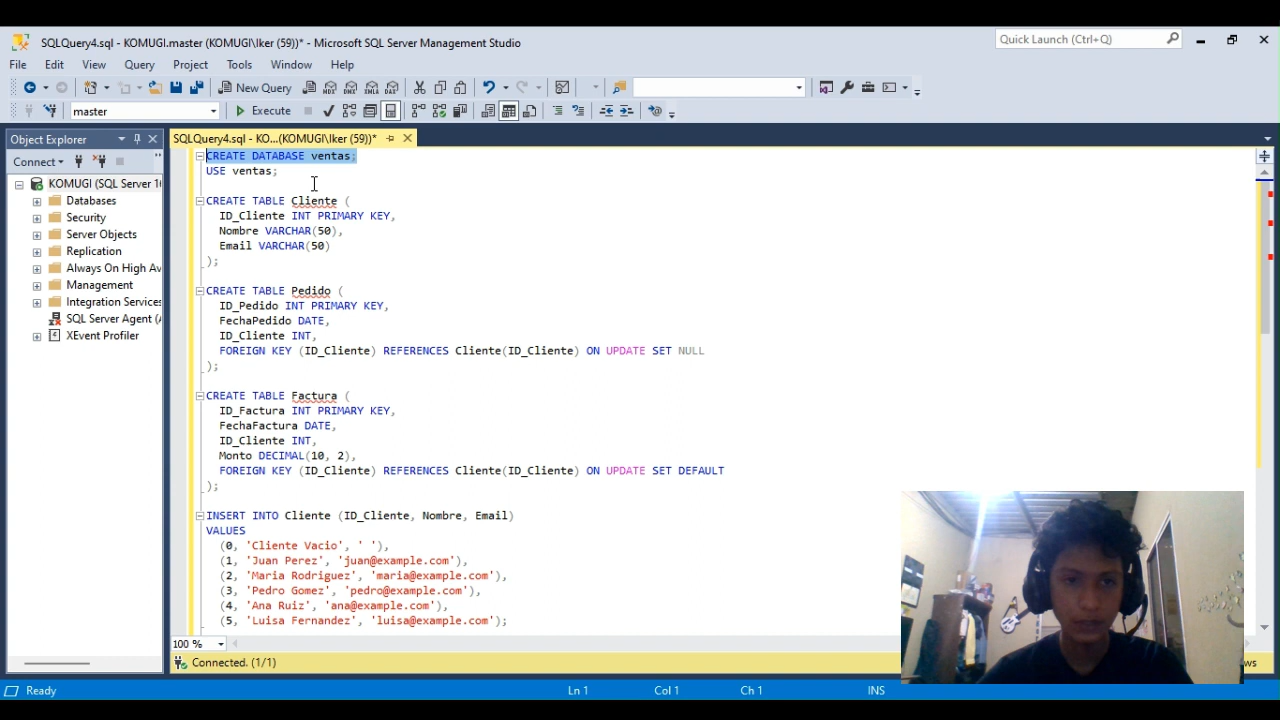 SQLQuery4.sql - KOMUGI.master (KOMUGI\Iker (59))* - Microsoft SQL Server Management Studio
Quick Launch (Ctrl+Q)
File Edit View Query Project Tools Window Help
New Query
master
Execute
Object Explorer
SQLQuery4.sql - KO...(KOMUGI\Iker (59))*
Connect
KOMUGI (SQL Server 16
Databases
Security
Server Objects
Replication
Always On High Av
Management
Integration Services
SQL Server Agent (A
XEvent Profiler
CREATE DATABASE ventas;
USE ventas;
CREATE TABLE Cliente (
ID_Cliente INT PRIMARY KEY,
Nombre VARCHAR(50),
Email VARCHAR(50)
);
CREATE TABLE Pedido (
ID_Pedido INT PRIMARY KEY,
FechaPedido DATE,
ID_Cliente INT,
FOREIGN KEY (ID_Cliente) REFERENCES Cliente(ID_Cliente) ON UPDATE SET NULL
);
CREATE TABLE Factura (
ID_Factura INT PRIMARY KEY,
FechaFactura DATE,
ID_Cliente INT,
Monto DECIMAL(10, 2),
FOREIGN KEY (ID_Cliente) REFERENCES Cliente(ID_Cliente) ON UPDATE SET DEFAULT
);
INSERT INTO Cliente (ID_Cliente, Nombre, Email)
VALUES
(0, 'Cliente Vacio', ' '),
(1, 'Juan Perez', 'juan@example.com'),
(2, 'Maria Rodriguez', 'maria@example.com'),
(3, 'Pedro Gomez', 'pedro@example.com'),
(4, 'Ana Ruiz', 'ana@example.com'),
(5, 'Luisa Fernandez', 'luisa@example.com');
100 %
Connected. (1/1)
ws
Ready
Ln 1
Col 1
Ch 1
INS